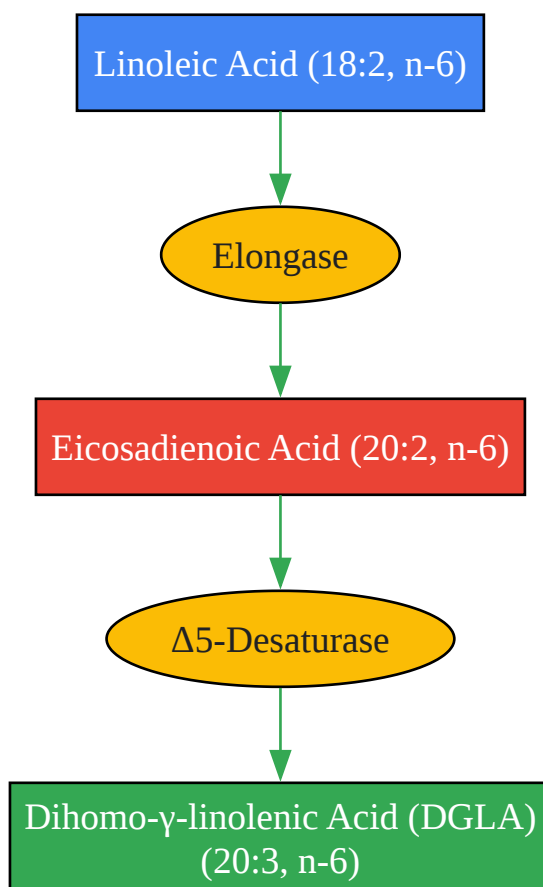 Linoleic Acid (18:2, n-6)
Elongase
Eicosadienoic Acid (20:2, n-6)
Δ5-Desaturase
Dihomo-γ-linolenic Acid (DGLA)
(20:3, n-6)